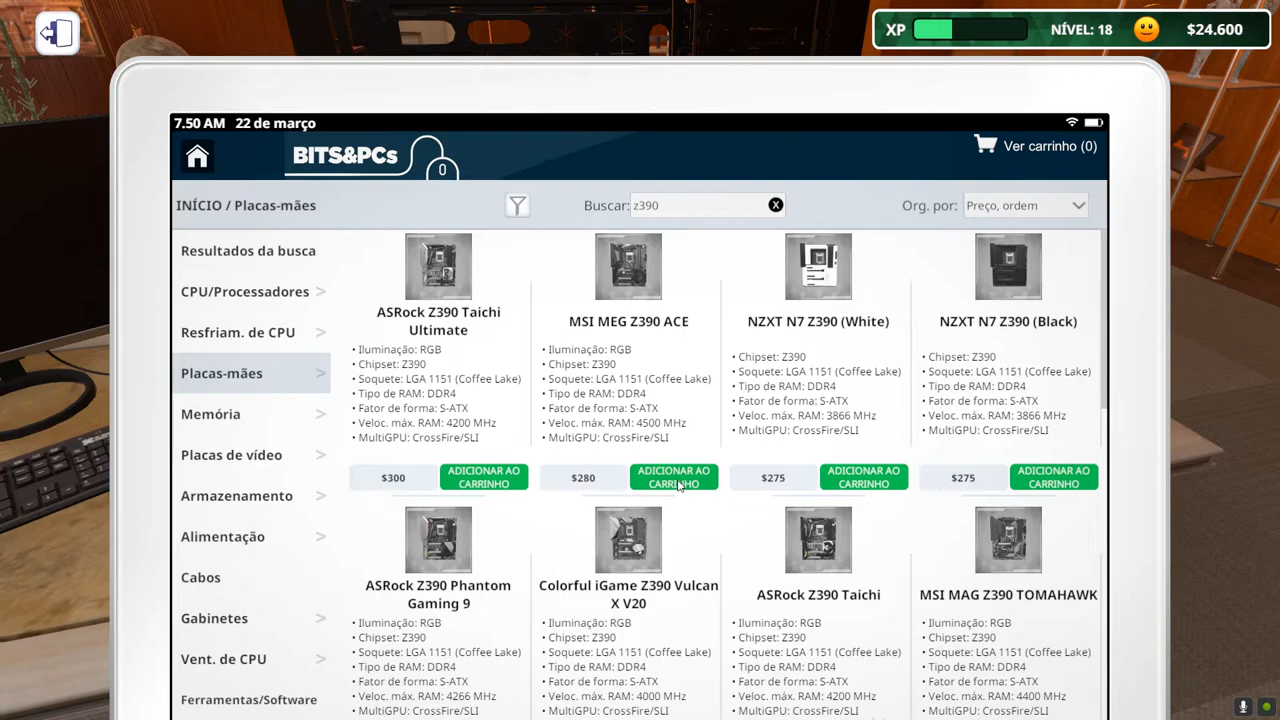 XP NÍVEL: 18 $24.600
7.50 AM 22 de março
BITS&PCs
0
Ver carrinho (0)
INÍCIO / Placas-mães
Buscar: z390 X
Org. por: Preço, ordem
Resultados da busca
CPU/Processadores >
Resfriam. de CPU >
Placas-mães >
Memória >
Placas de vídeo >
Armazenamento >
Alimentação >
Cabos
Gabinetes >
Vent. de CPU >
Ferramentas/Software
ASRock Z390 Taichi
Ultimate
• Iluminação: RGB
• Chipset: Z390
• Soquete: LGA 1151 (Coffee Lake)
• Tipo de RAM: DDR4
• Fator de forma: S-ATX
• Veloc. máx. RAM: 4200 MHz
• MultiGPU: CrossFire/SLI
$300
ADICIONAR AO
CARRINHO
MSI MEG Z390 ACE
• Iluminação: RGB
• Chipset: Z390
• Soquete: LGA 1151 (Coffee Lake)
• Tipo de RAM: DDR4
• Fator de forma: S-ATX
• Veloc. máx. RAM: 4500 MHz
• MultiGPU: CrossFire/SLI
$280
ADICIONAR AO
CARRINHO
NZXT N7 Z390 (White)
• Chipset: Z390
• Soquete: LGA 1151 (Coffee Lake)
• Tipo de RAM: DDR4
• Fator de forma: S-ATX
• Veloc. máx. RAM: 3866 MHz
• MultiGPU: CrossFire/SLI
$275
ADICIONAR AO
CARRINHO
NZXT N7 Z390 (Black)
• Chipset: Z390
• Soquete: LGA 1151 (Coffee Lake)
• Tipo de RAM: DDR4
• Fator de forma: S-ATX
• Veloc. máx. RAM: 3866 MHz
• MultiGPU: CrossFire/SLI
$275
ADICIONAR AO
CARRINHO
ASRock Z390 Phantom
Gaming 9
• Iluminação: RGB
• Chipset: Z390
• Soquete: LGA 1151 (Coffee Lake)
• Tipo de RAM: DDR4
• Fator de forma: S-ATX
• Veloc. máx. RAM: 4266 MHz
Colorful iGame Z390 Vulcan
X V20
• Iluminação: RGB
• Chipset: Z390
• Soquete: LGA 1151 (Coffee Lake)
• Tipo de RAM: DDR4
• Fator de forma: S-ATX
• Veloc. máx. RAM: 4000 MHz
ASRock Z390 Taichi
• Iluminação: RGB
• Chipset: Z390
• Soquete: LGA 1151 (Coffee Lake)
• Tipo de RAM: DDR4
• Fator de forma: S-ATX
• Veloc. máx. RAM: 4200 MHz
MSI MAG Z390 TOMAHAWK
• Iluminação: RGB
• Chipset: Z390
• Soquete: LGA 1151 (Coffee Lake)
• Tipo de RAM: DDR4
• Fator de forma: S-ATX
• Veloc. máx. RAM: 4400 MHz